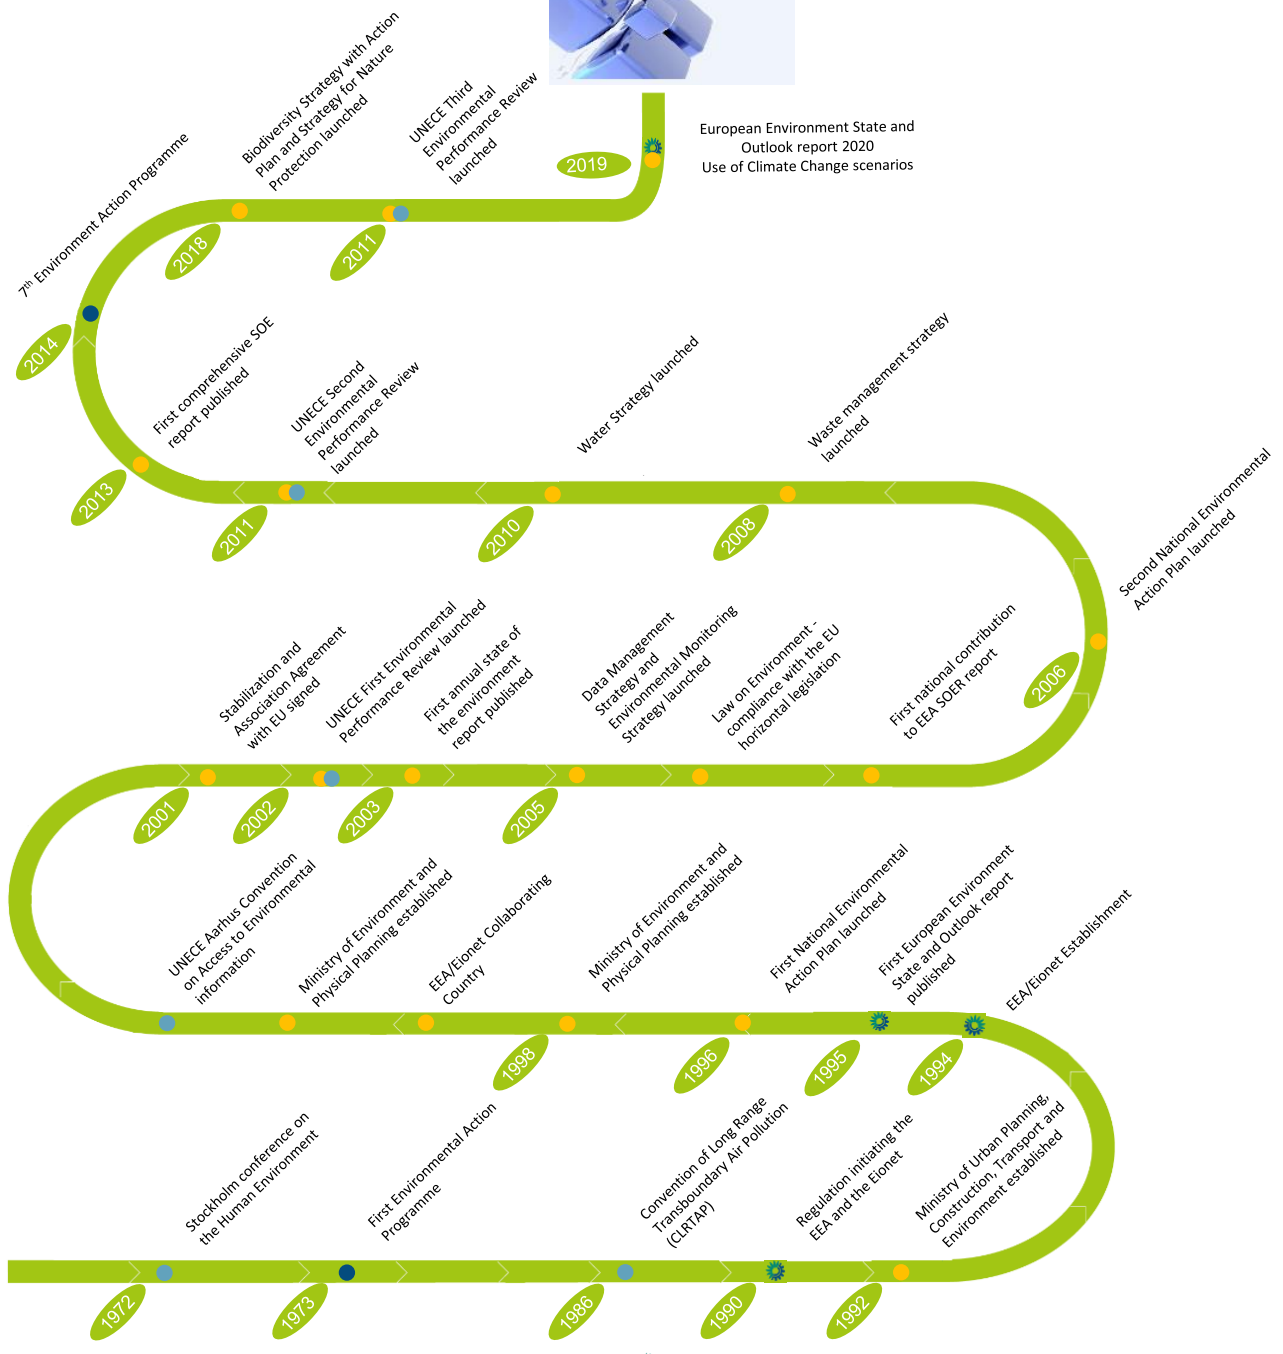 Biodiversity Strategy with Action
Plan and Strategy for Nature
Protection launched
UNECE Third
Environmental
Performance Review
launched
European Environment State and
Outlook report 2020
Use of Climate Change scenarios
2019
7th Environment Action Programme
2018
2011
2014
First comprehensive SOE
report published
UNECE Second
Environmental
Performance Review
launched
Water Strategy launched
Waste management strategy
launched
2013
2011
2010
2008
Second National Environmental
Action Plan launched
2006
Stabilization and
Association Agreement
with EU signed
UNECE First Environmental
Performance Review launched
First annual state of
the environment
report published
Data Management
Strategy and
Environmental Monitoring
Strategy launched
Law on Environment -
compliance with the EU
horizontal legislation
First national contribution
to EEA SOER report
2001
2002
2003
2005
UNECE Aarhus Convention
on Access to Environmental
information
Ministry of Environment and
Physical Planning established
EEA/Eionet Collaborating
Country
Ministry of Environment and
Physical Planning established
First National Environmental
Action Plan launched
First European Environment
State and Outlook report
published
EEA/Eionet Establishment
1998
1996
1995
1994
Stockholm conference on
the Human Environment
First Environmental Action
Programme
Convention of Long Range
Transboundary Air Pollution
(CLRTAP)
Regulation initiating the
EEA and the Eionet
Ministry of Urban Planning,
Construction, Transport and
Environment established
1972
1973
1986
1990
1992